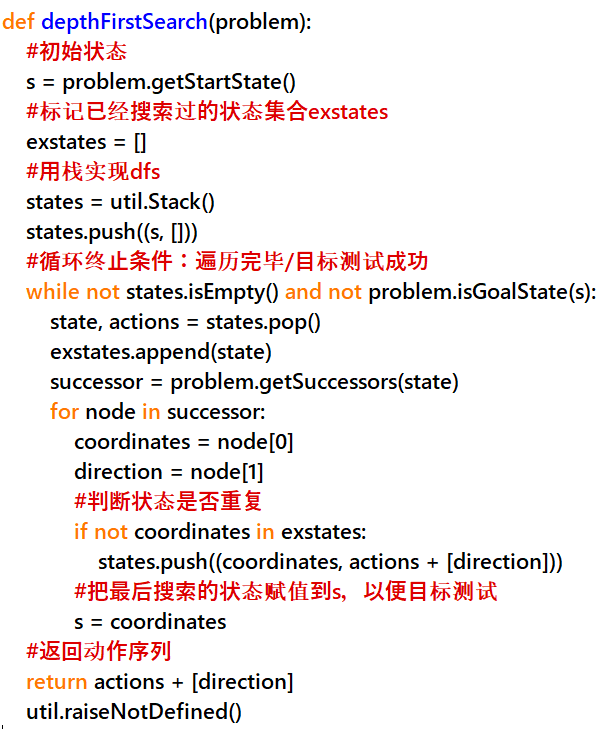 def depthFirstSearch(problem):
    #初始状态
    s = problem.getStartState()
    #标记已经搜索过的状态集合exstates
    exstates = []
    #用栈实现dfs
    states = util.Stack()
    states.push((s, []))
    #循环终止条件：遍历完毕/目标测试成功
    while not states.isEmpty() and not problem.isGoalState(s):
        state, actions = states.pop()
        exstates.append(state)
        successor = problem.getSuccessors(state)
        for node in successor:
            coordinates = node[0]
            direction = node[1]
            #判断状态是否重复
            if not coordinates in exstates:
                states.push((coordinates, actions + [direction]))
            #把最后搜索的状态赋值到s，以便目标测试
            s = coordinates
    #返回动作序列
    return actions + [direction]
    util.raiseNotDefined()